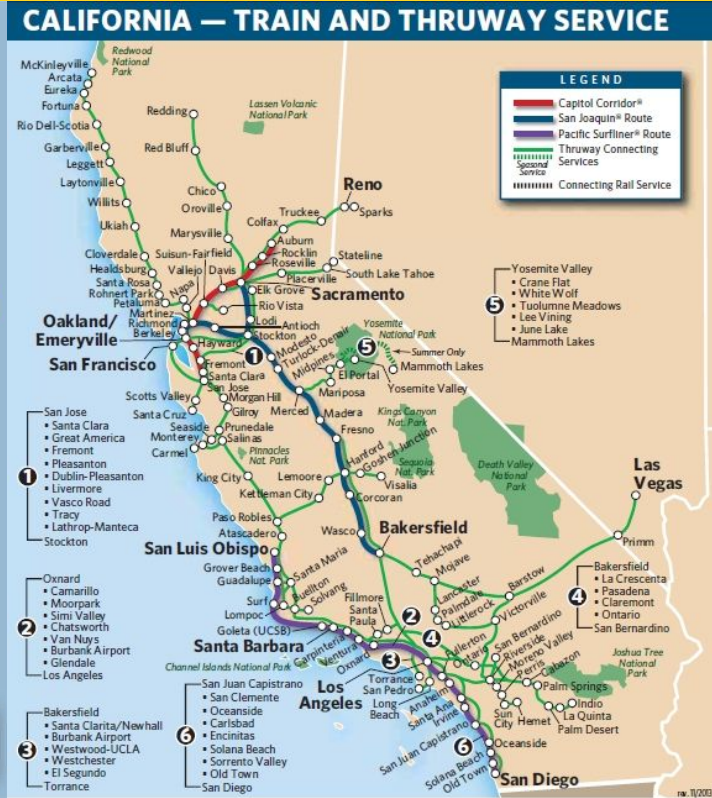 CALIFORNIA — TRAIN AND THRUWAY SERVICE
LEGEND
Capitol Corridor®
San Joaquin® Route
Pacific Surfliner® Route
Thruway Connecting
Services
Seasonal
Service
Connecting Rail Service
Redwood
National
Park
McKinleyville
Arcata
Eureka
Fortuna
Rio Dell-Scotia
Garberville
Leggett
Laytonville
Willits
Ukiah
Cloverdale
Healdsburg
Santa Rosa
Rohnert Park
Petaluma
Redding
Red Bluff
Lassen Volcanic
National Park
Chico
Oroville
Marysville
Reno
Sparks
Truckee
Colfax
Auburn
Rocklin
Roseville
Suisun-Fairfield
Vallejo
Davis
Napa
Martinez
Richmond
Berkeley
Stateline
South Lake Tahoe
Placerville
Sacramento
Elk Grove
Rio Vista
Lodi
Antioch
Stockton
Oakland/
Emeryville
San Francisco
Hayward
Fremont
Santa Clara
San Jose
1
Modesto
Turlock-Denair
Midpines
El Portal
Yosemite
National Park
5
Summer Only
Mammoth Lakes
Yosemite Valley
Mariposa
Merced
Madera
Fresno
Scotts Valley
Santa Cruz
Morgan Hill
Gilroy
Seaside
Prunedale
Monterey
Salinas
Carmel
Pinnacles
Nat. Park
Kings Canyon
Nat. Park
Sequoia
Nat. Park
Death Valley
National
Park
King City
Lemoore
Hanford
Goshen Junction
Visalia
Kettleman City
Corcoran
Paso Robles
Atascadero
Wasco
Bakersfield
Las
Vegas
Primm
San Luis Obispo
Grover Beach
Guadalupe
Santa Maria
Buellton
Solvang
Surf
Lompoc
Goleta (UCSB)
Santa Barbara
Carpinteria
Ventura
Oxnard
Fillmore
Santa
Paula
2
4
3
Tehachapi
Mojave
Lancaster
Palmdale
Littlerock
Barstow
Victorville
Channel Islands National Park
Los
Angeles
Torrance
San Pedro
Long
Beach
Fullerton
Ontario
San Bernardino
Riverside
Moreno Valley
Perris
Cabazon
Palm Springs
Indio
La Quinta
Palm Desert
Sun
City
Hemet
Joshua Tree
National
Park
Anaheim
Santa Ana
Irvine
San Juan Capistrano
6
Oceanside
Solana Beach
Old Town
San Diego
5
Yosemite Valley
▪ Crane Flat
▪ White Wolf
▪ Tuolumne Meadows
▪ Lee Vining
▪ June Lake
Mammoth Lakes
1
San Jose
▪ Santa Clara
▪ Great America
▪ Fremont
▪ Pleasanton
▪ Dublin-Pleasanton
▪ Livermore
▪ Vasco Road
▪ Tracy
▪ Lathrop-Manteca
Stockton
2
Oxnard
▪ Camarillo
▪ Moorpark
▪ Simi Valley
▪ Chatsworth
▪ Van Nuys
▪ Burbank Airport
▪ Glendale
Los Angeles
3
Bakersfield
▪ Santa Clarita/Newhall
▪ Burbank Airport
▪ Westwood-UCLA
▪ Westchester
▪ El Segundo
Torrance
6
San Juan Capistrano
▪ San Clemente
▪ Oceanside
▪ Carlsbad
▪ Encinitas
▪ Solana Beach
▪ Sorrento Valley
▪ Old Town
San Diego
4
Bakersfield
▪ La Crescenta
▪ Pasadena
▪ Claremont
▪ Ontario
San Bernardino
rev. 11/2013